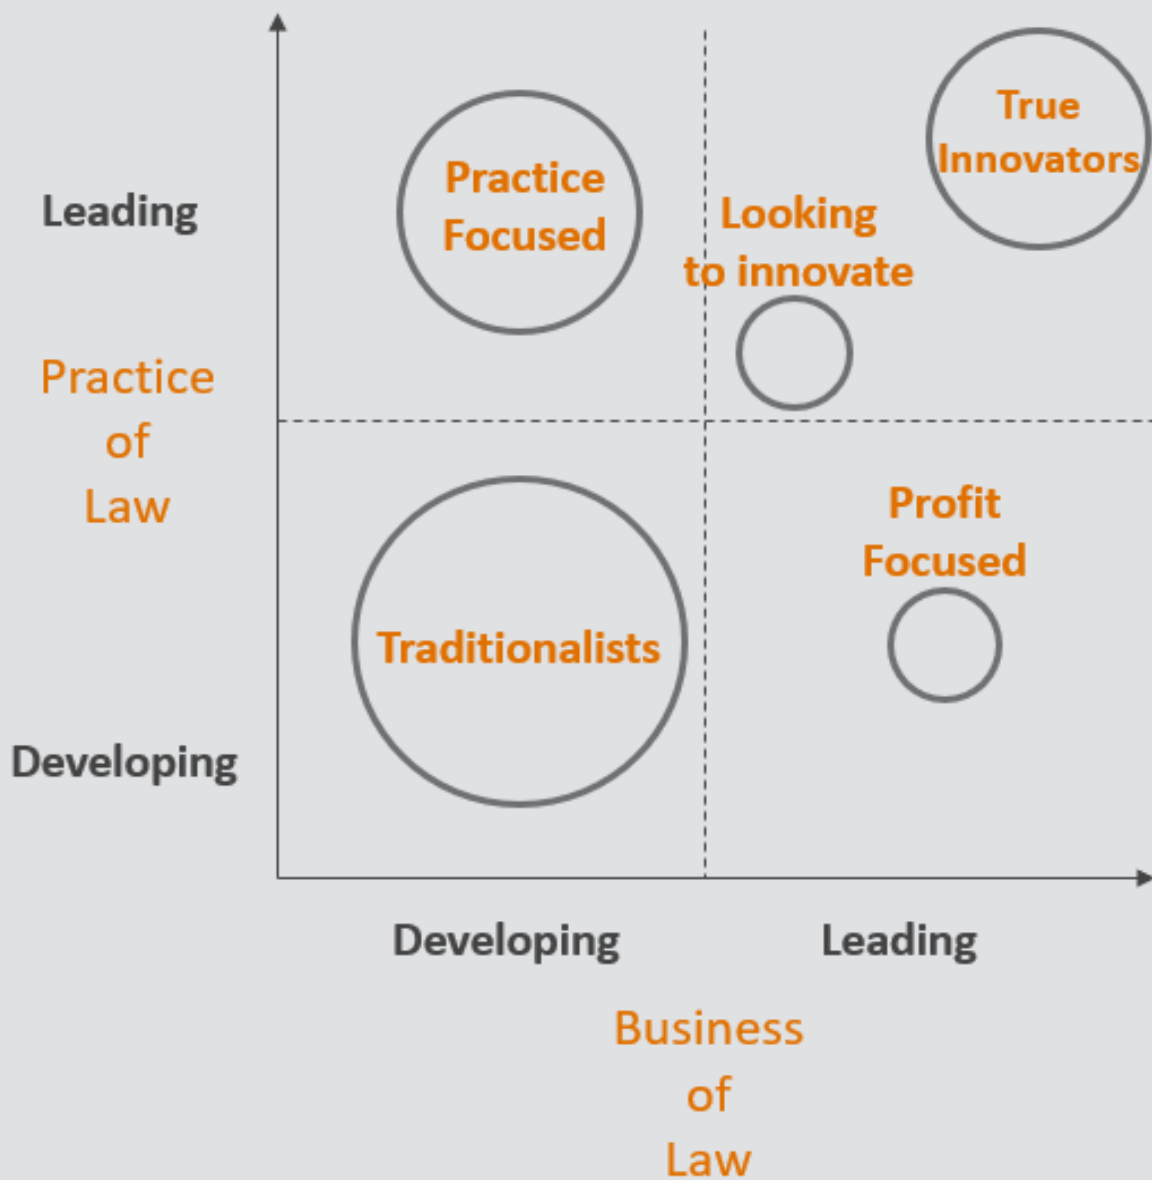 True
Innovators
Practice
Focused
Looking
to innovate
Leading
Practice
of
Law
Profit
Focused
Traditionalists
Developing
Developing
Leading
Business
of
Law